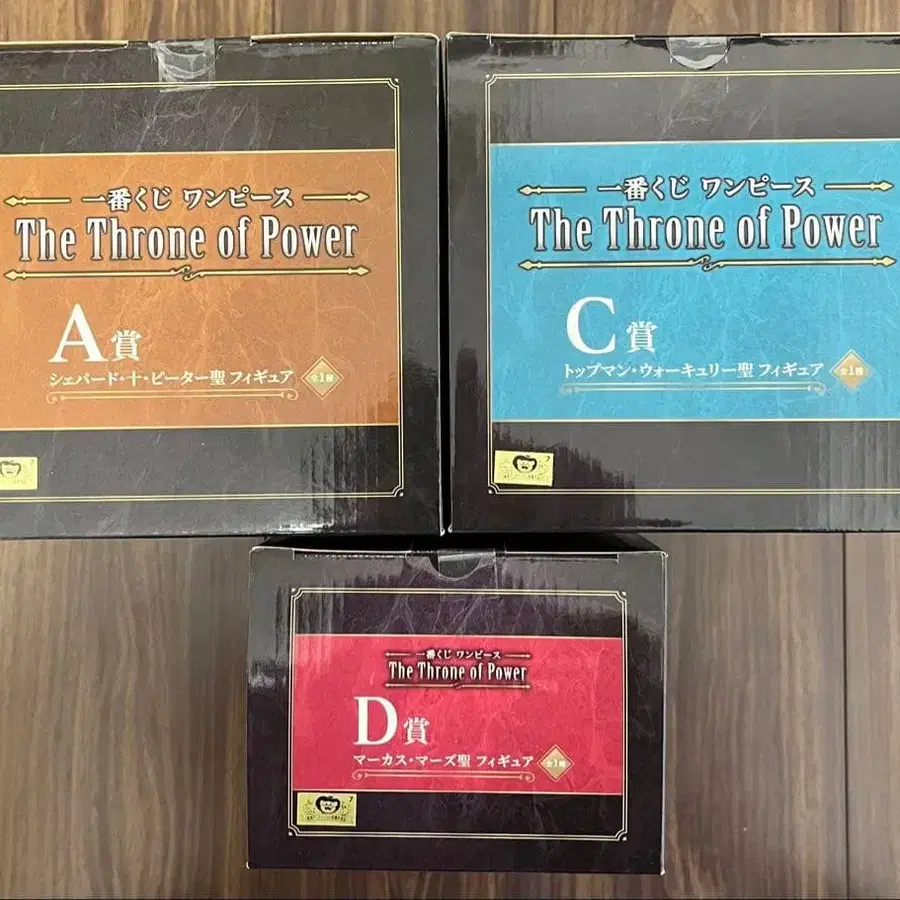 一番くじ ワンピース
The Throne of Power
A賞
シェパード・十・ピーター聖 フィギュア 全1種
一番くじ ワンピース
The Throne of Power
C賞
トップマン・ウォーキュリー聖 フィギュア 全1種
一番くじ ワンピース
The Throne of Power
D賞
マーカス・マーズ聖 フィギュア 全1種